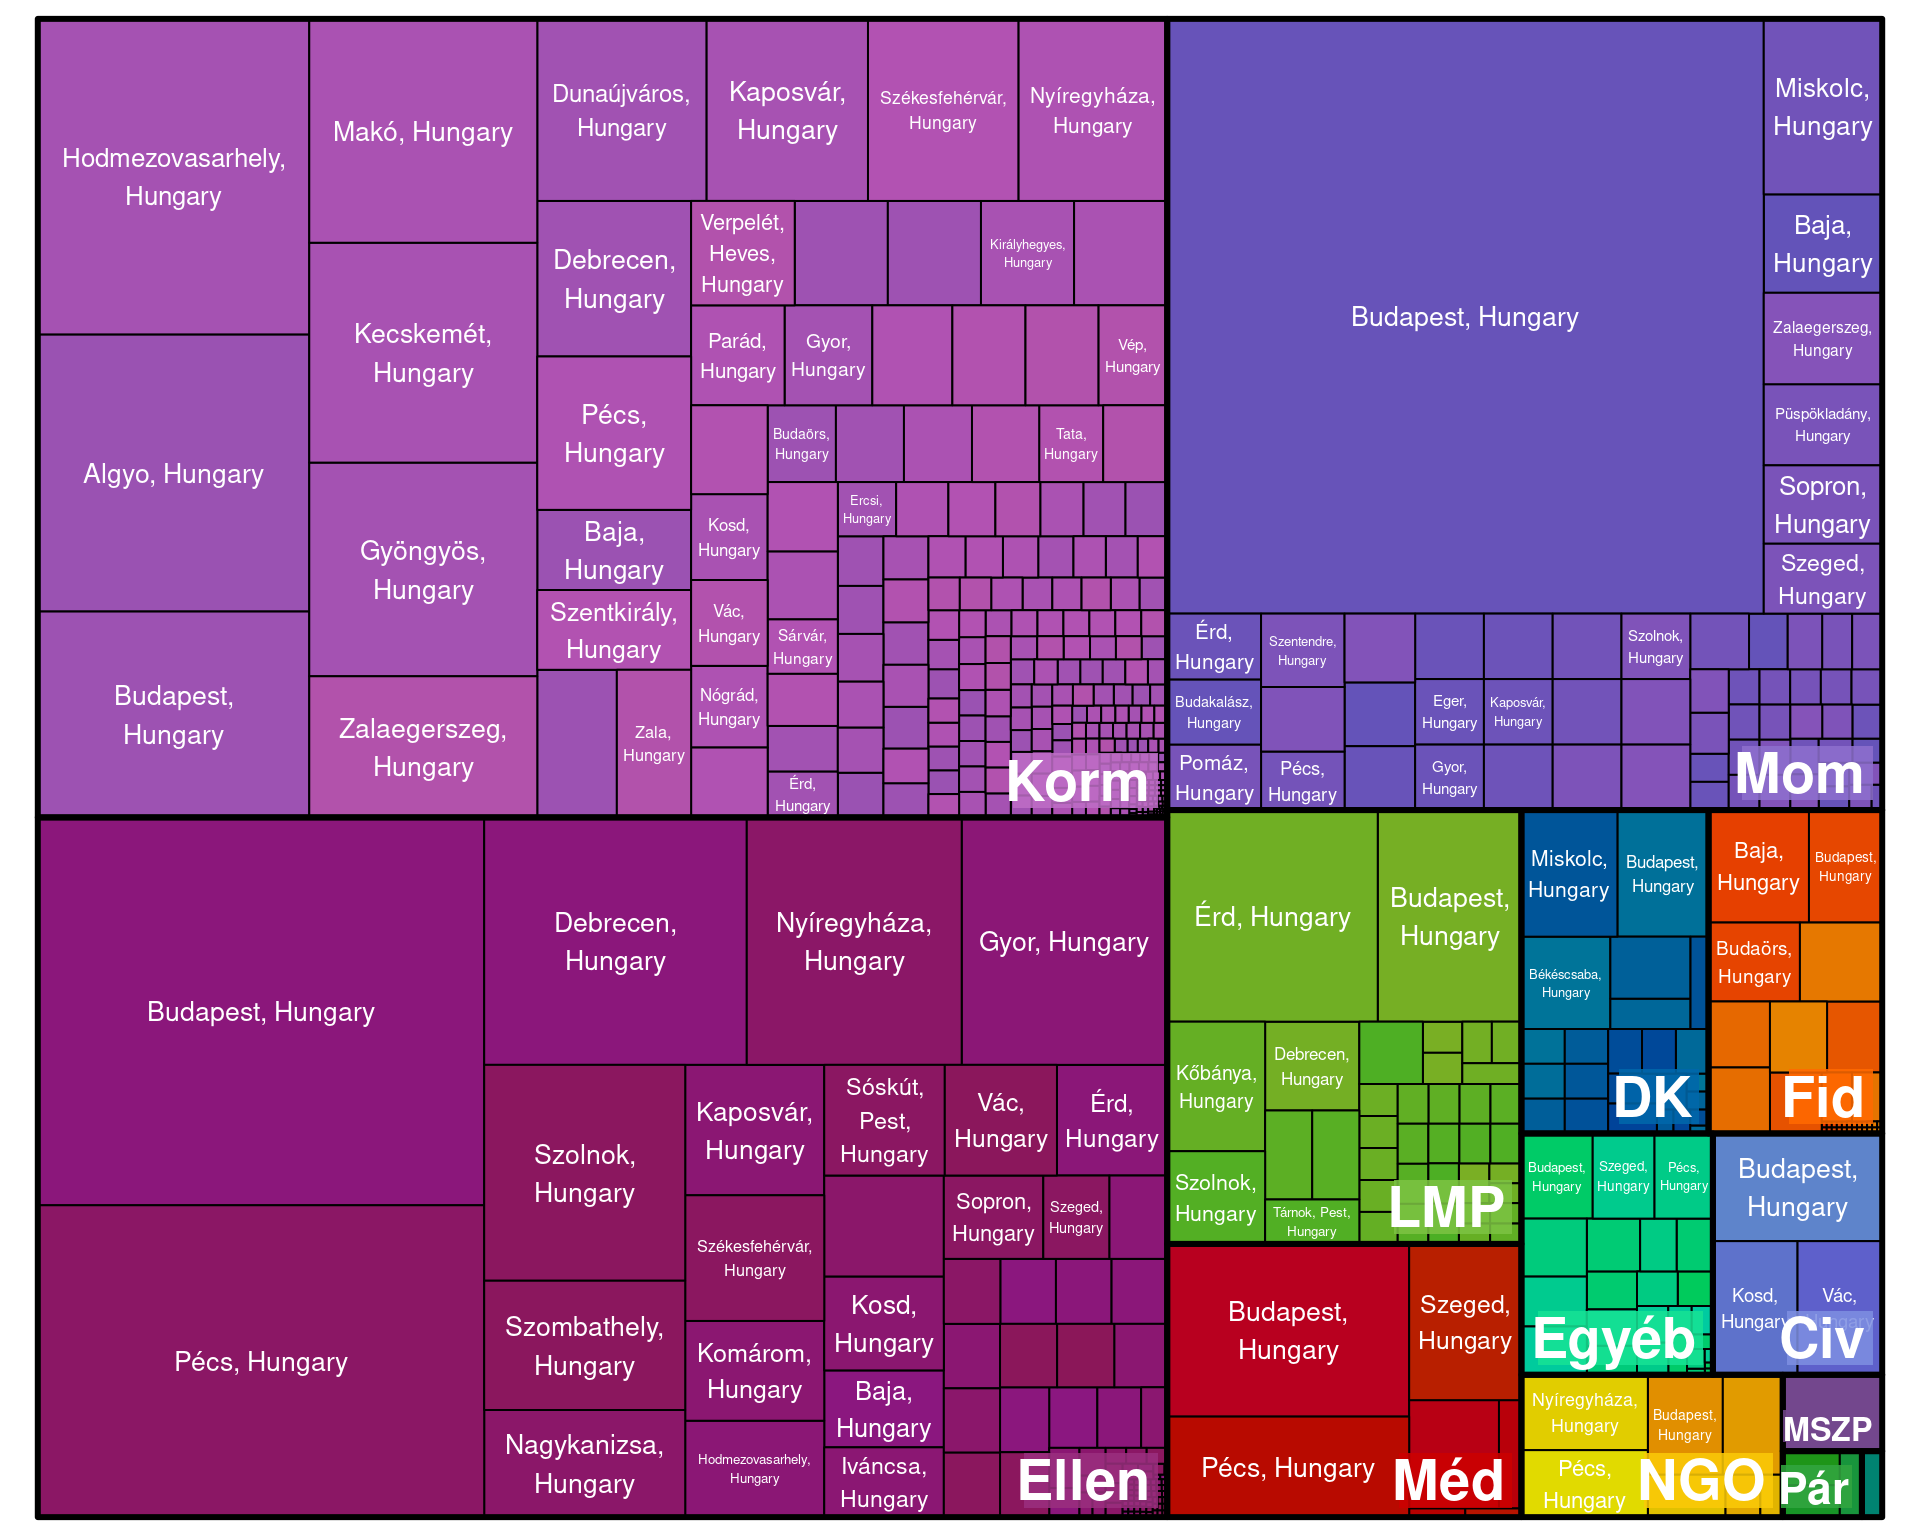 Hodmezovasarhely,
Hungary
Algyo, Hungary
Budapest,
Hungary
Makó, Hungary
Kecskemét,
Hungary
Gyöngyös,
Hungary
Zalaegerszeg,
Hungary
Dunaújváros,
Hungary
Kaposvár,
Hungary
Székesfehérvár,
Hungary
Nyíregyháza,
Hungary
Debrecen,
Hungary
Pécs,
Hungary
Baja,
Hungary
Szentkirály,
Hungary
Zala,
Hungary
Verpelét,
Heves,
Hungary
Királyhegyes,
Hungary
Parád,
Hungary
Gyor,
Hungary
Vép,
Hungary
Budaörs,
Hungary
Tata,
Hungary
Kosd,
Hungary
Ercsi,
Hungary
Vác,
Hungary
Sárvár,
Hungary
Nógrád,
Hungary
Érd,
Hungary
Korm
Budapest, Hungary
Miskolc,
Hungary
Baja,
Hungary
Zalaegerszeg,
Hungary
Püspökladány,
Hungary
Sopron,
Hungary
Szeged,
Hungary
Érd,
Hungary
Szentendre,
Hungary
Szolnok,
Hungary
Budakalász,
Hungary
Eger,
Hungary
Kaposvár,
Hungary
Pomáz,
Hungary
Pécs,
Hungary
Gyor,
Hungary
Mom
Budapest, Hungary
Pécs, Hungary
Debrecen,
Hungary
Nyíregyháza,
Hungary
Gyor, Hungary
Szolnok,
Hungary
Szombathely,
Hungary
Nagykanizsa,
Hungary
Kaposvár,
Hungary
Székesfehérvár,
Hungary
Komárom,
Hungary
Hodmezovasarhely,
Hungary
Sóskút,
Pest,
Hungary
Vác,
Hungary
Érd,
Hungary
Sopron,
Hungary
Szeged,
Hungary
Kosd,
Hungary
Baja,
Hungary
Iváncsa,
Hungary
Ellen
Érd, Hungary
Budapest,
Hungary
Kőbánya,
Hungary
Debrecen,
Hungary
Szolnok,
Hungary
Tárnok, Pest,
Hungary
LMP
Miskolc,
Hungary
Budapest,
Hungary
Békéscsaba,
Hungary
DK
Baja,
Hungary
Budapest,
Hungary
Budaörs,
Hungary
Fid
Budapest,
Hungary
Szeged,
Hungary
Pécs, Hungary
Méd
Budapest,
Hungary
Szeged,
Hungary
Pécs,
Hungary
Egyéb
Budapest,
Hungary
Kosd,
Hungary
Vác,
Hungary
Civ
Nyíregyháza,
Hungary
Budapest,
Hungary
Pécs,
Hungary
NGO
MSZP
Pár